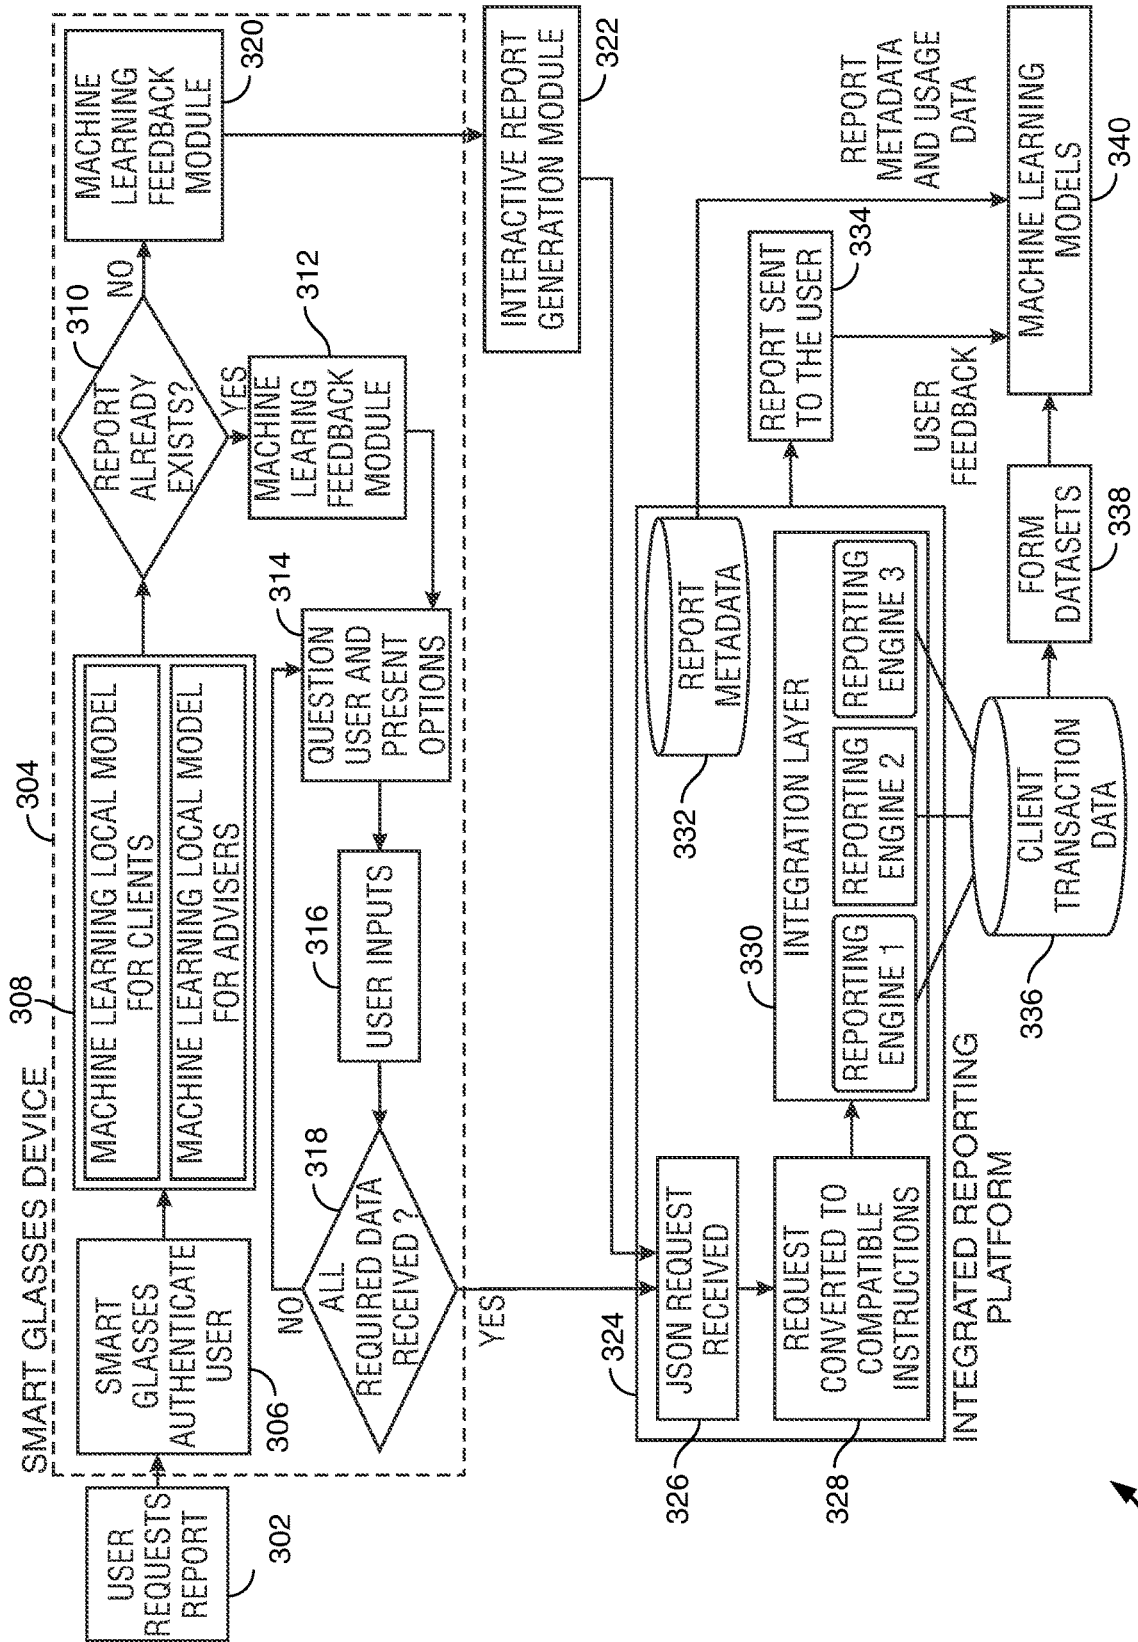 SMART GLASSES DEVICE
304
USER
REQUESTS
REPORT
302
SMART
GLASSES
AUTHENTICATE
USER
306
308
MACHINE LEARNING LOCAL MODEL
FOR CLIENTS
MACHINE LEARNING LOCAL MODEL
FOR ADVISERS
REPORT
ALREADY
EXISTS?
310
NO
YES
MACHINE
LEARNING
FEEDBACK
MODULE
320
MACHINE
LEARING
FEEDBACK
MODULE
312
QUESTION
USER AND
PRESENT
OPTIONS
314
USER INPUTS
316
ALL
REQUIRED DATA
RECEIVED ?
318
NO
YES
INTERACTIVE REPORT
GENERATION MODULE
322
324
JSON REQUEST
RECEIVED
326
REQUEST
CONVERTED TO
COMPATIBLE
INSTRUCTIONS
328
INTEGRATED REPORTING
PLATFORM
330
INTEGRATION LAYER
REPORTING
ENGINE 1
REPORTING
ENGINE 2
REPORTING
ENGINE 3
REPORT
METADATA
332
REPORT SENT
TO THE USER
334
REPORT
METADATA
AND USAGE
DATA
USER
FEEDBACK
CLIENT
TRANSACTION
DATA
336
FORM
DATASETS
338
MACHINE LEARNING
MODELS
340